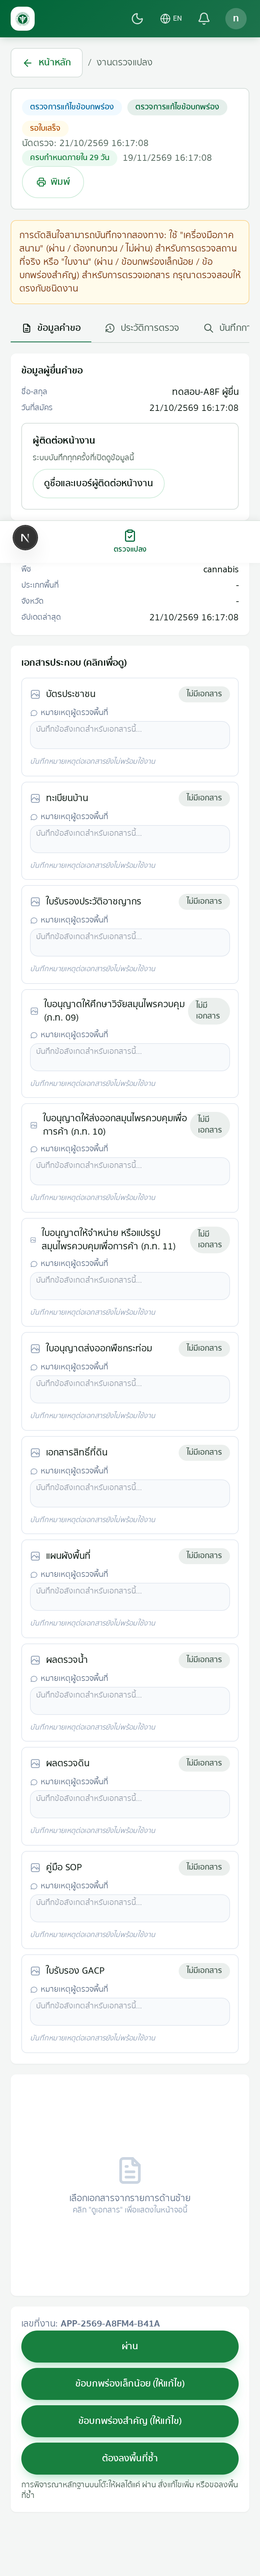 EN
ก
หน้าหลัก / งานตรวจแปลง
ตรวจการแก้ไขข้อบกพร่อง ตรวจการแก้ไขข้อบกพร่อง
รอใบเสร็จ
นัดตรวจ: 21/10/2569 16:17:08
ครบกำหนดภายใน 29 วัน 19/11/2569 16:17:08
พิมพ์
การตัดสินใจสามารถบันทึกจากสองทาง: ใช้ "เครื่องมือภาค
สนาม" (ผ่าน / ต้องทบทวน / ไม่ผ่าน) สำหรับการตรวจสถาน
ที่จริง หรือ "ใบงาน" (ผ่าน / ข้อบกพร่องเล็กน้อย / ข้อ
บกพร่องสำคัญ) สำหรับการตรวจเอกสาร กรุณาตรวจสอบให้
ตรงกับชนิดงาน
ข้อมูลคำขอ ประวัติการตรวจ บันทึกกา
ข้อมูลผู้ยื่นคำขอ
ชื่อ-สกุล ทดสอบ-A8F ผู้ยื่น
วันที่สมัคร 21/10/2569 16:17:08
ผู้ติดต่อหน้างาน
ระบบบันทึกทุกครั้งที่เปิดดูข้อมูลนี้
ดูชื่อและเบอร์ผู้ติดต่อหน้างาน
N
ตรวจแปลง
พืช cannabis
ประเภทพื้นที่ -
จังหวัด -
อัปเดตล่าสุด 21/10/2569 16:17:08
เอกสารประกอบ (คลิกเพื่อดู)
บัตรประชาชน ไม่มีเอกสาร
หมายเหตุผู้ตรวจพื้นที่
บันทึกข้อสังเกตสำหรับเอกสารนี้...
บันทึกหมายเหตุต่อเอกสารยังไม่พร้อมใช้งาน
ทะเบียนบ้าน ไม่มีเอกสาร
หมายเหตุผู้ตรวจพื้นที่
บันทึกข้อสังเกตสำหรับเอกสารนี้...
บันทึกหมายเหตุต่อเอกสารยังไม่พร้อมใช้งาน
ใบรับรองประวัติอาชญากร ไม่มีเอกสาร
หมายเหตุผู้ตรวจพื้นที่
บันทึกข้อสังเกตสำหรับเอกสารนี้...
บันทึกหมายเหตุต่อเอกสารยังไม่พร้อมใช้งาน
ใบอนุญาตให้ศึกษาวิจัยสมุนไพรควบคุม
(ภ.ท. 09)
ไม่มี
เอกสาร
หมายเหตุผู้ตรวจพื้นที่
บันทึกข้อสังเกตสำหรับเอกสารนี้...
บันทึกหมายเหตุต่อเอกสารยังไม่พร้อมใช้งาน
ใบอนุญาตให้ส่งออกสมุนไพรควบคุมเพื่อ
การค้า (ภ.ท. 10)
ไม่มี
เอกสาร
หมายเหตุผู้ตรวจพื้นที่
บันทึกข้อสังเกตสำหรับเอกสารนี้...
บันทึกหมายเหตุต่อเอกสารยังไม่พร้อมใช้งาน
ใบอนุญาตให้จำหน่าย หรือแปรรูป
สมุนไพรควบคุมเพื่อการค้า (ภ.ท. 11)
ไม่มี
เอกสาร
หมายเหตุผู้ตรวจพื้นที่
บันทึกข้อสังเกตสำหรับเอกสารนี้...
บันทึกหมายเหตุต่อเอกสารยังไม่พร้อมใช้งาน
ใบอนุญาตส่งออกพืชกระท่อม ไม่มีเอกสาร
หมายเหตุผู้ตรวจพื้นที่
บันทึกข้อสังเกตสำหรับเอกสารนี้...
บันทึกหมายเหตุต่อเอกสารยังไม่พร้อมใช้งาน
เอกสารสิทธิ์ที่ดิน ไม่มีเอกสาร
หมายเหตุผู้ตรวจพื้นที่
บันทึกข้อสังเกตสำหรับเอกสารนี้...
บันทึกหมายเหตุต่อเอกสารยังไม่พร้อมใช้งาน
แผนผังพื้นที่ ไม่มีเอกสาร
หมายเหตุผู้ตรวจพื้นที่
บันทึกข้อสังเกตสำหรับเอกสารนี้...
บันทึกหมายเหตุต่อเอกสารยังไม่พร้อมใช้งาน
ผลตรวจน้ำ ไม่มีเอกสาร
หมายเหตุผู้ตรวจพื้นที่
บันทึกข้อสังเกตสำหรับเอกสารนี้...
บันทึกหมายเหตุต่อเอกสารยังไม่พร้อมใช้งาน
ผลตรวจดิน ไม่มีเอกสาร
หมายเหตุผู้ตรวจพื้นที่
บันทึกข้อสังเกตสำหรับเอกสารนี้...
บันทึกหมายเหตุต่อเอกสารยังไม่พร้อมใช้งาน
คู่มือ SOP ไม่มีเอกสาร
หมายเหตุผู้ตรวจพื้นที่
บันทึกข้อสังเกตสำหรับเอกสารนี้...
บันทึกหมายเหตุต่อเอกสารยังไม่พร้อมใช้งาน
ใบรับรอง GACP ไม่มีเอกสาร
หมายเหตุผู้ตรวจพื้นที่
บันทึกข้อสังเกตสำหรับเอกสารนี้...
บันทึกหมายเหตุต่อเอกสารยังไม่พร้อมใช้งาน
เลือกเอกสารจากรายการด้านซ้าย
คลิก "ดูเอกสาร" เพื่อแสดงในหน้าจอนี้
เลขที่งาน: APP-2569-A8FM4-B41A
ผ่าน
ข้อบกพร่องเล็กน้อย (ให้แก้ไข)
ข้อบกพร่องสำคัญ (ให้แก้ไข)
ต้องลงพื้นที่ซ้ำ
การพิจารณาหลักฐานบนโต๊ะให้ผลได้แค่ ผ่าน สั่งแก้ไขเพิ่ม หรือขอลงพื้น
ที่ซ้ำ